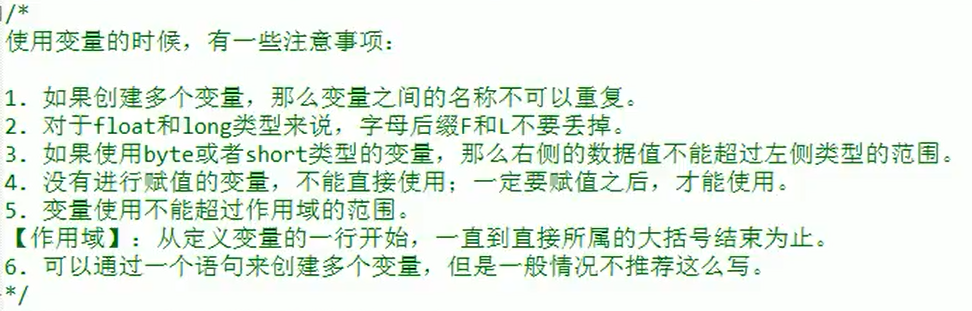 /*
使用变量的时候，有一些注意事项：
1. 如果创建多个变量，那么变量之间的名称不可以重复。
2. 对于float和long类型来说，字母后缀F和L不要丢掉。
3. 如果使用byte或者short类型的变量，那么右侧的数据值不能超过左侧类型的范围。
4. 没有进行赋值的变量，不能直接使用；一定要赋值之后，才能使用。
5. 变量使用不能超过作用域的范围。
【作用域】：从定义变量的一行开始，一直到直接所属的大括号结束为止。
6. 可以通过一个语句来创建多个变量，但是一般情况不推荐这么写。
*/